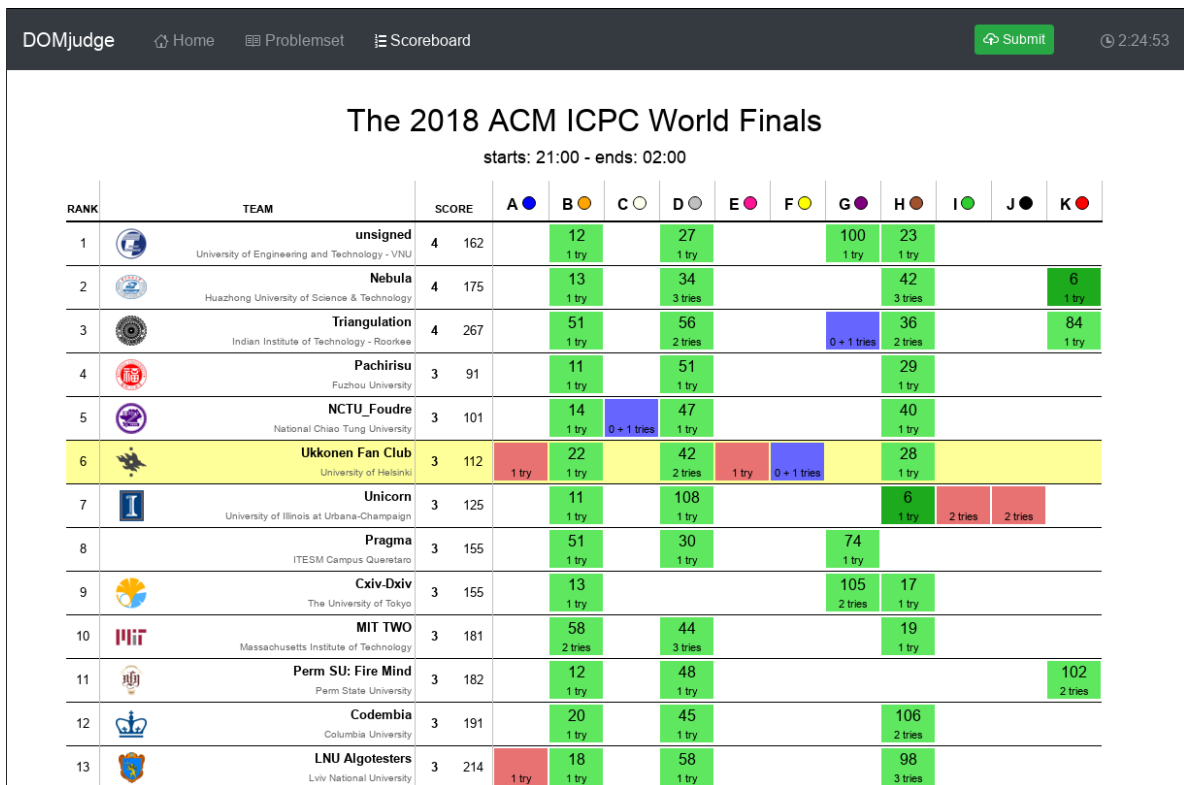 DOMjudge Home Problemset Scoreboard Submit 2:24:53
The 2018 ACM ICPC World Finals
starts: 21:00 - ends: 02:00
RANK TEAM SCORE A B C D E F G H I J K
1 unsigned 4 162 12 27 100 23
University of Engineering and Technology - VNU 1 try 1 try 1 try 1 try
2 Nebula 4 175 13 34 42 6
Huazhong University of Science & Technology 1 try 3 tries 3 tries 1 try
3 Triangulation 4 267 51 56 36 84
Indian Institute of Technology - Roorkee 1 try 2 tries 0 + 1 tries 2 tries 1 try
4 Pachirisu 3 91 11 51 29
Fuzhou University 1 try 1 try 1 try
5 NCTU_Foudre 3 101 14 47 40
National Chiao Tung University 1 try 0 + 1 tries 1 try 1 try
6 Ukkonen Fan Club 3 112 22 42 28
University of Helsinki 1 try 1 try 2 tries 1 try 0 + 1 tries 1 try
7 Unicorn 3 125 11 108 6
University of Illinois at Urbana-Champaign 1 try 1 try 1 try 2 tries 2 tries
8 Pragma 3 155 51 30 74
ITESM Campus Queretaro 1 try 1 try 1 try
9 Cxiv-Dxiv 3 155 13 105 17
The University of Tokyo 1 try 2 tries 1 try
10 MIT TWO 3 181 58 44 19
Massachusetts Institute of Technology 2 tries 3 tries 1 try
11 Perm SU: Fire Mind 3 182 12 48 102
Perm State University 1 try 1 try 2 tries
12 Codembia 3 191 20 45 106
Columbia University 1 try 1 try 2 tries
13 LNU Algotesters 3 214 18 58 98
Lviv National University 1 try 1 try 1 try 3 tries